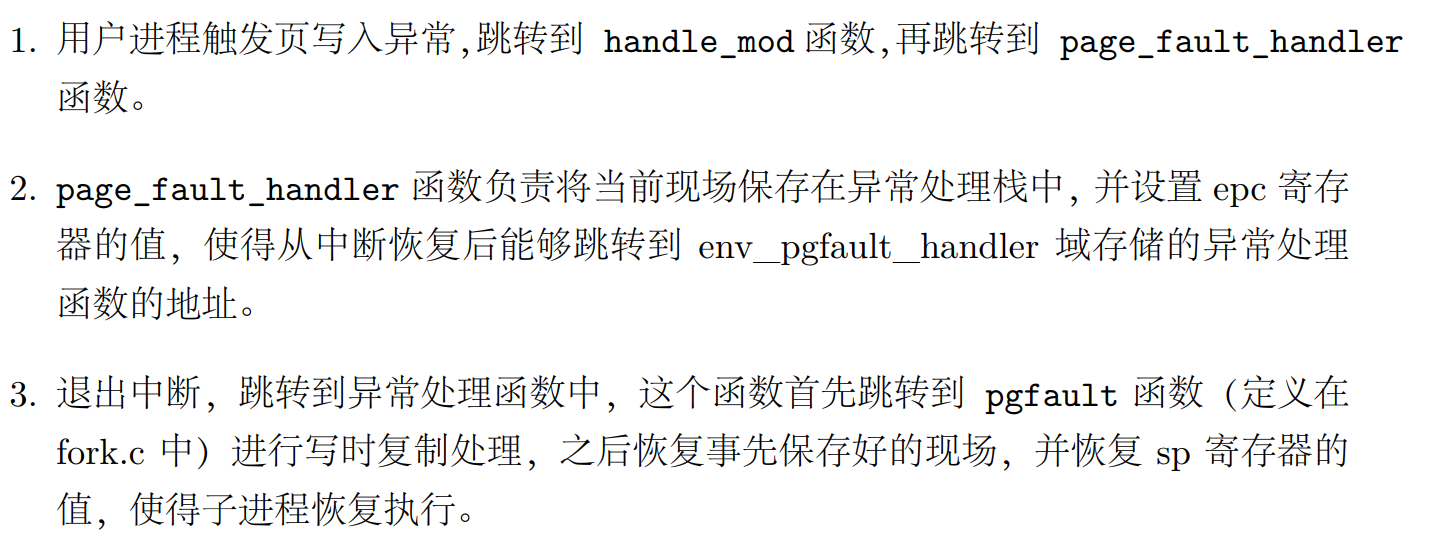 1. 用户进程触发页写入异常,跳转到 handle_mod 函数,再跳转到 page_fault_handler
函数。
2. page_fault_handler 函数负责将当前现场保存在异常处理栈中，并设置 epc 寄存
器的值，使得从中断恢复后能够跳转到 env_pgfault_handler 域存储的异常处理
函数的地址。
3. 退出中断，跳转到异常处理函数中，这个函数首先跳转到 pgfault 函数（定义在
fork.c 中）进行写时复制处理，之后恢复事先保存好的现场，并恢复 sp 寄存器的
值，使得子进程恢复执行。